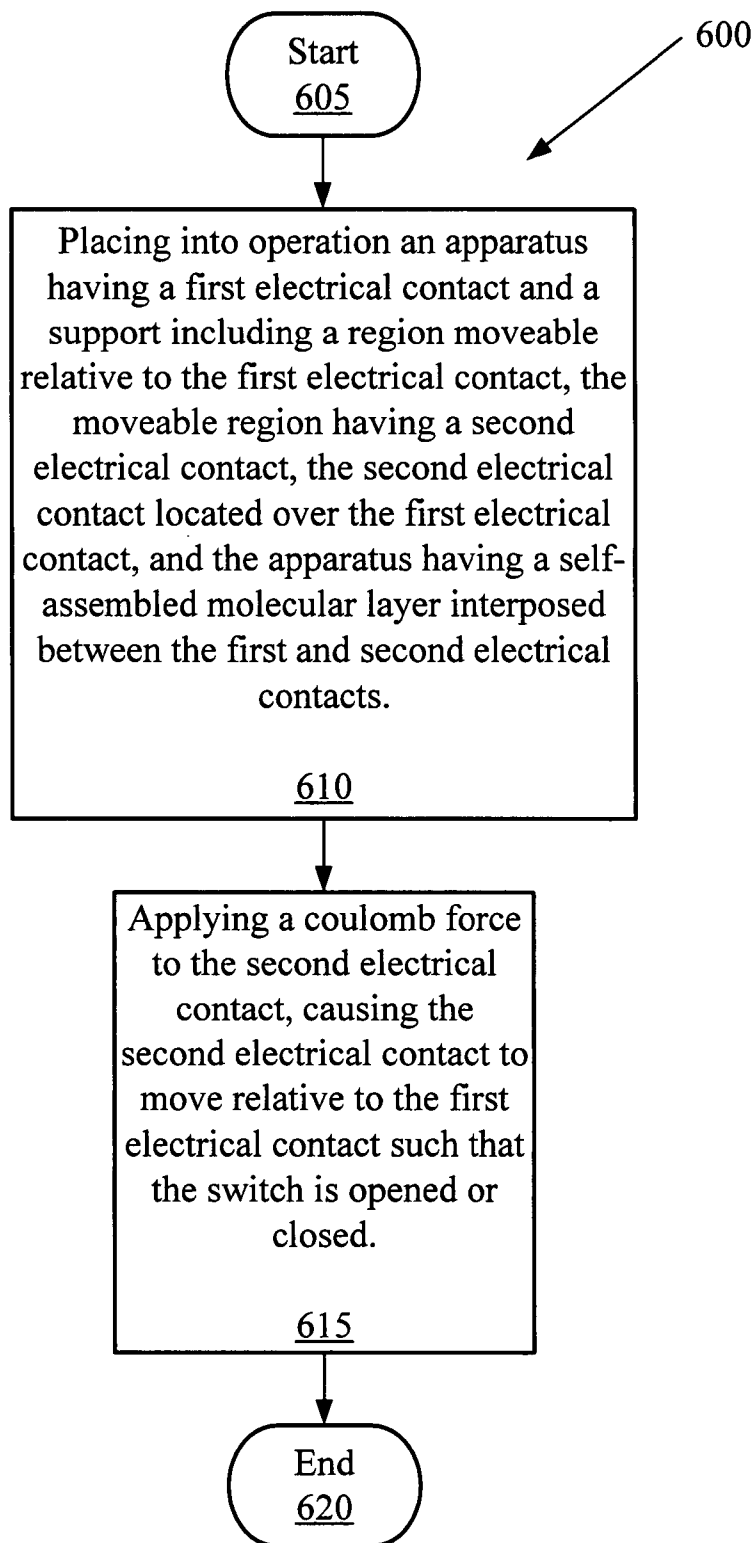 600
Start
605
Placing into operation an apparatus
having a first electrical contact and a
support including a region moveable
relative to the first electrical contact, the
moveable region having a second
electrical contact, the second electrical
contact located over the first electrical
contact, and the apparatus having a self-
assembled molecular layer interposed
between the first and second electrical
contacts.
610
Applying a coulomb force
to the second electrical
contact, causing the
second electrical contact to
move relative to the first
electrical contact such that
the switch is opened or
closed.
615
End
620